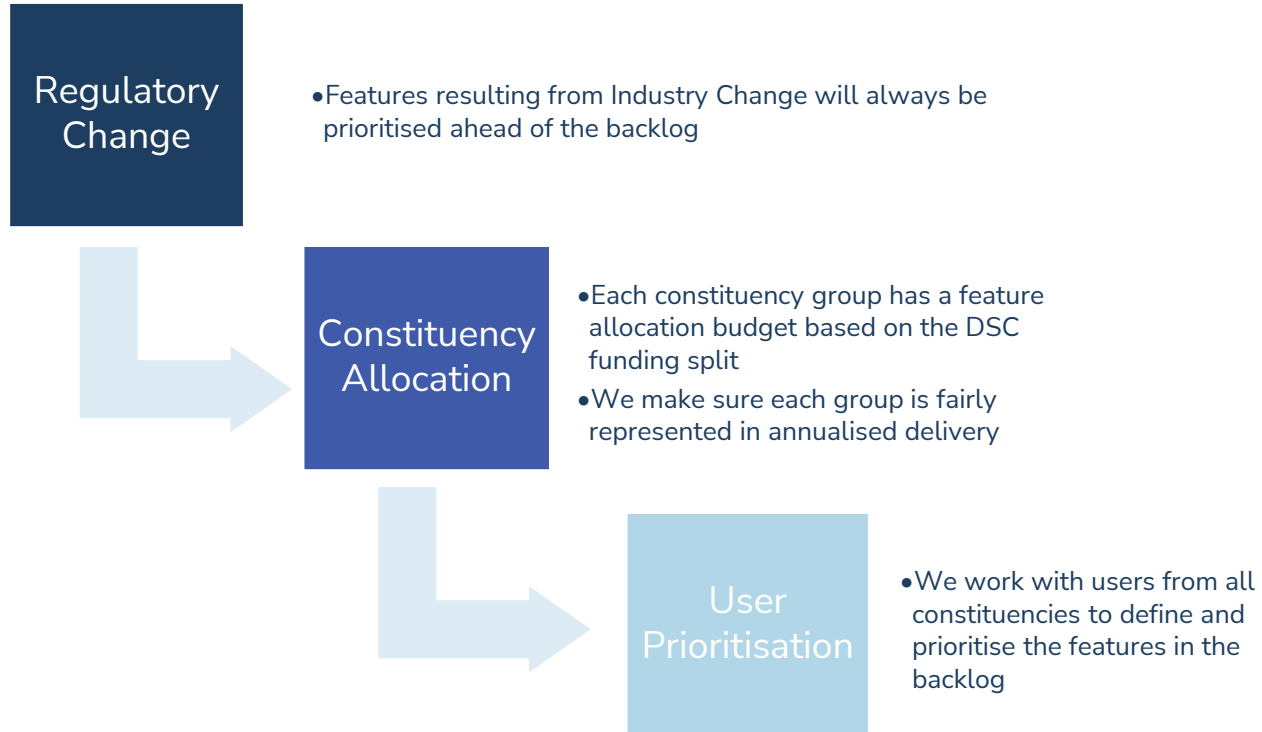 Regulatory
Change
•Features resulting from Industry Change will always be
prioritised ahead of the backlog
Constituency
Allocation
•Each constituency group has a feature
allocation budget based on the DSC
funding split
•We make sure each group is fairly
represented in annualised delivery
User
Prioritisation
•We work with users from all
constituencies to define and
prioritise the features in the
backlog